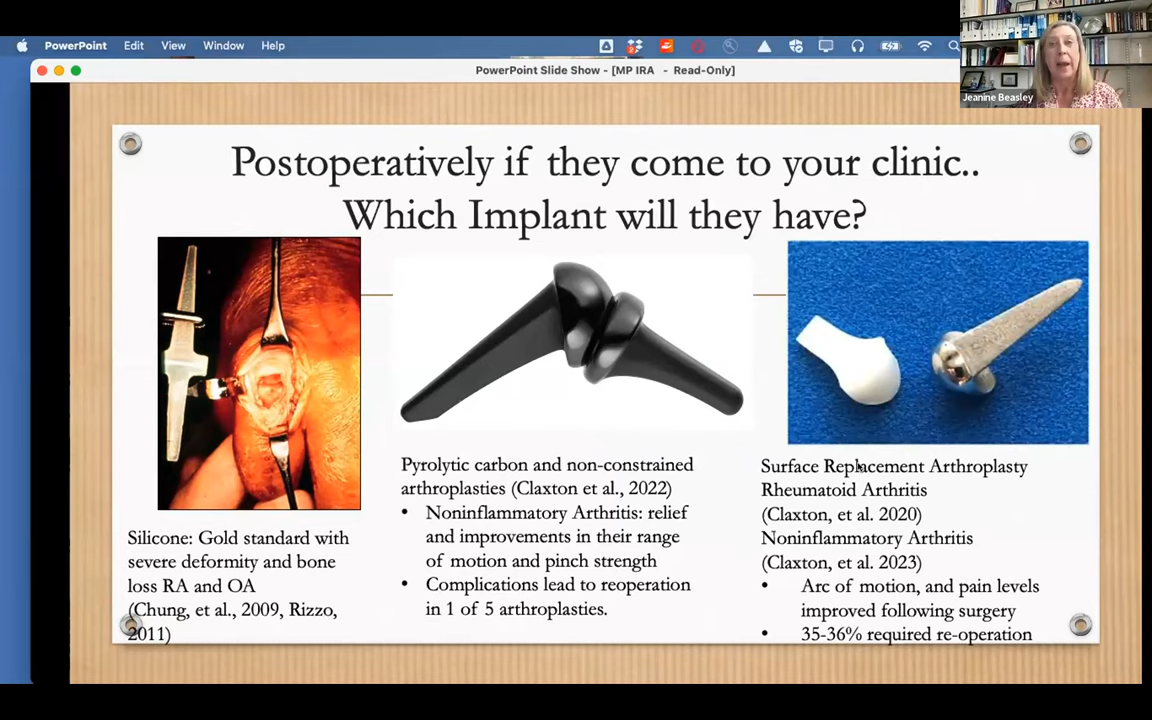 PowerPoint Edit View Window Help
PowerPoint Slide Show - [MP IRA - Read-Only]
Jeanine Beasley
Postoperatively if they come to your clinic..
Which Implant will they have?
Silicone: Gold standard with
severe deformity and bone
loss RA and OA
(Chung, et al., 2009, Rizzo,
2011)
Pyrolytic carbon and non-constrained
arthroplasties (Claxton et al., 2022)
• Noninflammatory Arthritis: relief
and improvements in their range
of motion and pinch strength
• Complications lead to reoperation
in 1 of 5 arthroplasties.
Surface Replacement Arthroplasty
Rheumatoid Arthritis
(Claxton, et al. 2020)
Noninflammatory Arthritis
(Claxton, et al. 2023)
• Arc of motion, and pain levels
improved following surgery
• 35-36% required re-operation